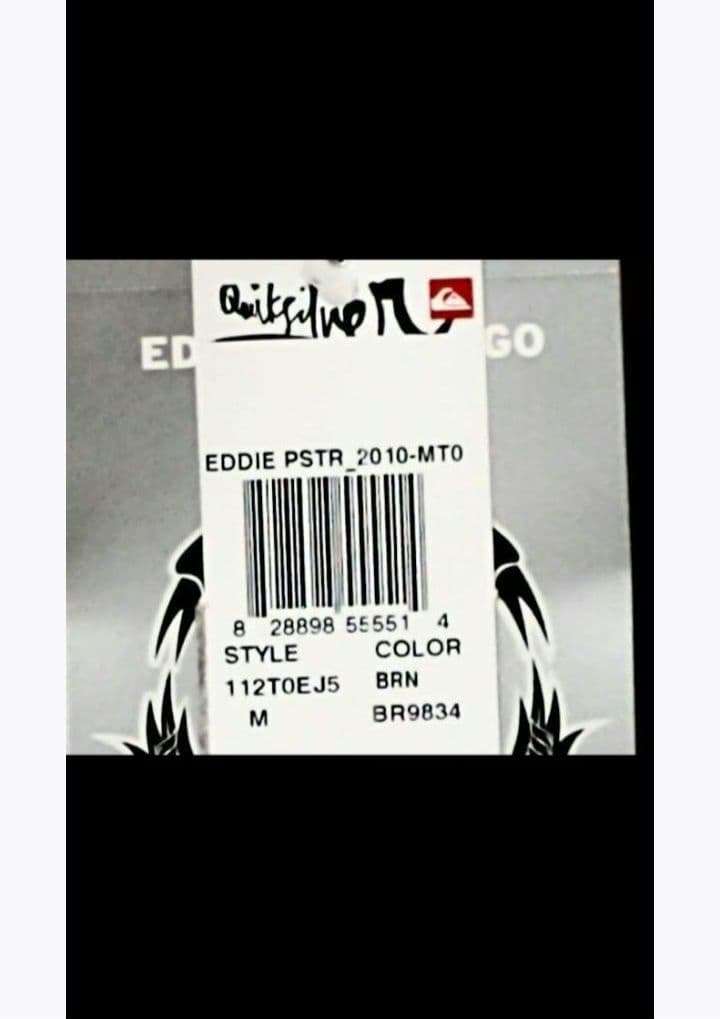 Quiksilver
ED GO
EDDIE PSTR_2010-MT0
8 28898 55551 4
STYLE COLOR
112T0EJ5 BRN
M BR9834